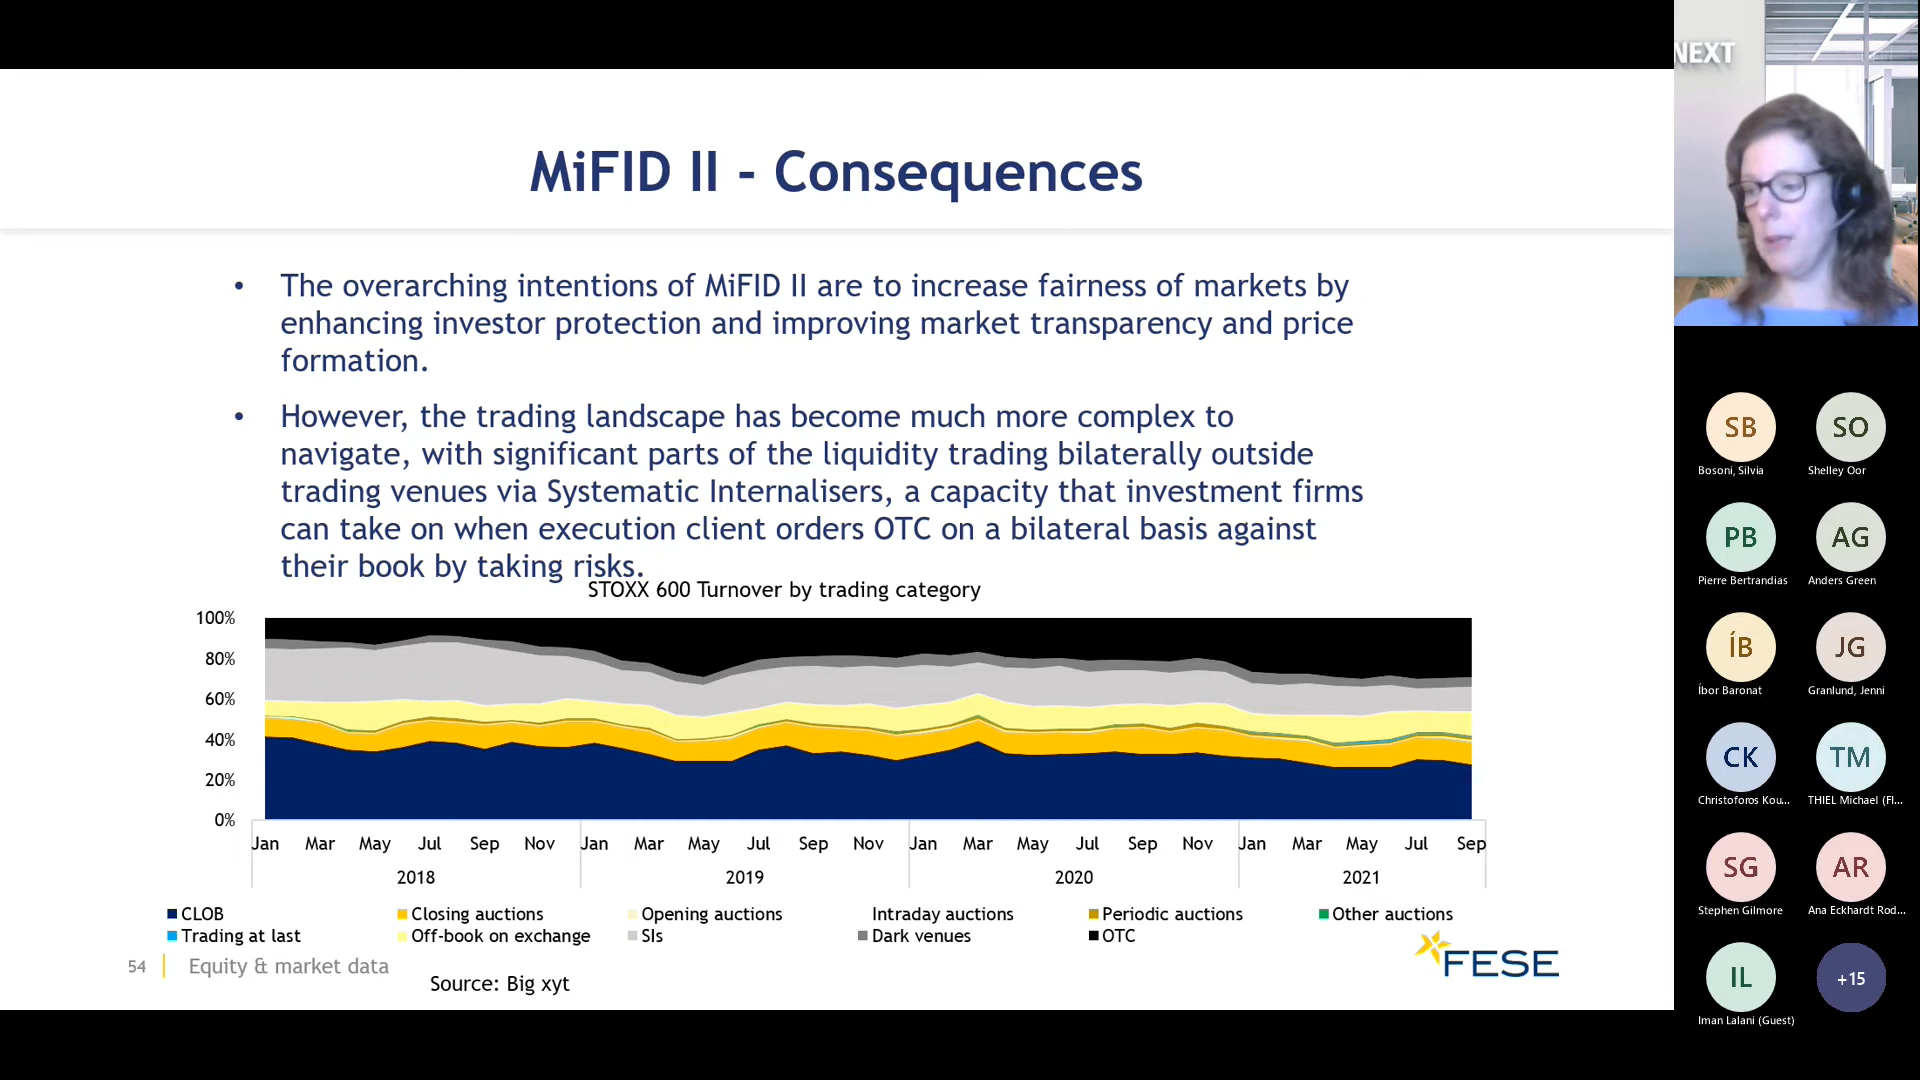 NEXT
MiFID II - Consequences
• The overarching intentions of MiFID II are to increase fairness of markets by
enhancing investor protection and improving market transparency and price
formation.
• However, the trading landscape has become much more complex to
navigate, with significant parts of the liquidity trading bilaterally outside
trading venues via Systematic Internalisers, a capacity that investment firms
can take on when execution client orders OTC on a bilateral basis against
their book by taking risks.
STOXX 600 Turnover by trading category
100%
80%
60%
40%
20%
0%
Jan Mar May Jul Sep Nov Jan Mar May Jul Sep Nov Jan Mar May Jul Sep Nov Jan Mar May Jul Sep
2018 2019 2020 2021
CLOB Closing auctions Opening auctions Intraday auctions Periodic auctions Other auctions
Trading at last Off-book on exchange SIs Dark venues OTC
54 Equity & market data
FESE
Source: Big xyt
SB SO
Bosoni, Silvia Shelley Oor
PB AG
Pierre Bertrandias Anders Green
ÍB JG
Íbor Baronat Granlund, Jenni
CK TM
Christoforos Kou... THIEL Michael (FI...
SG AR
Stephen Gilmore Ana Eckhardt Rod...
IL +15
Iman Lalani (Guest)